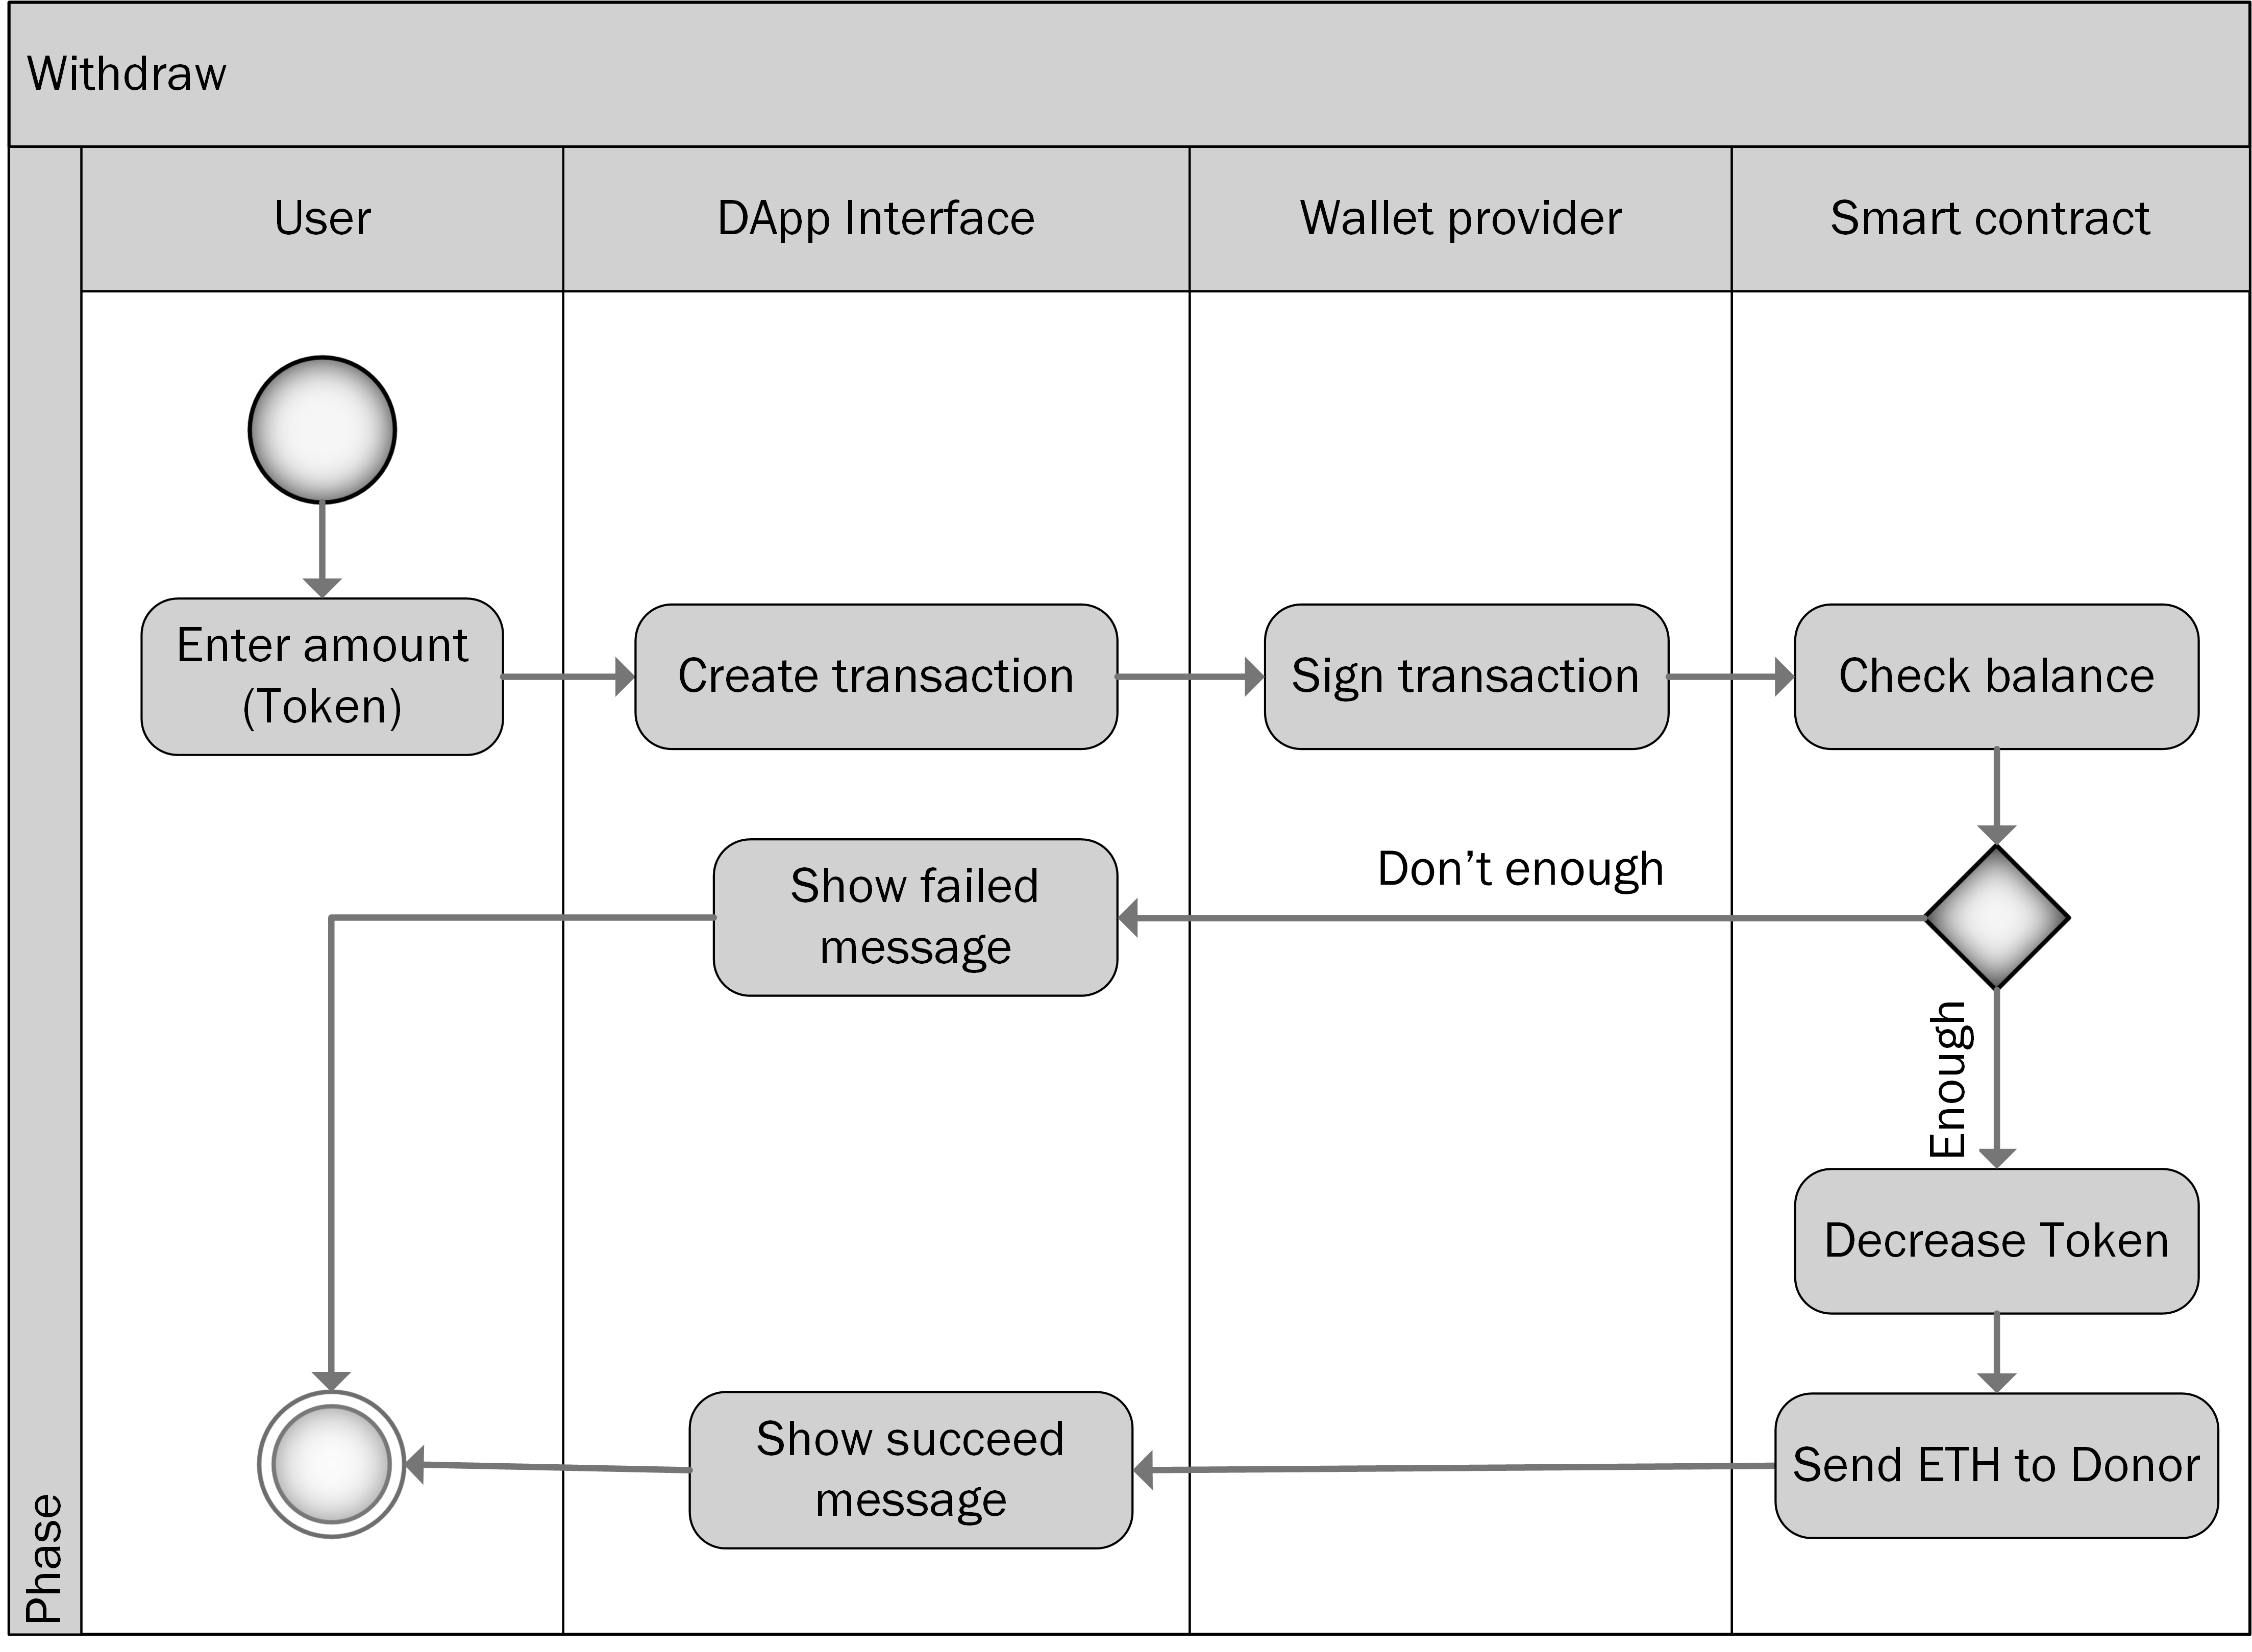 Withdraw
User
DApp Interface
Wallet provider
Smart contract
Enter amount
(Token)
Create transaction
Sign transaction
Check balance
Show failed
message
Don’t enough
Enough
Decrease Token
Show succeed
message
Send ETH to Donor
Phase